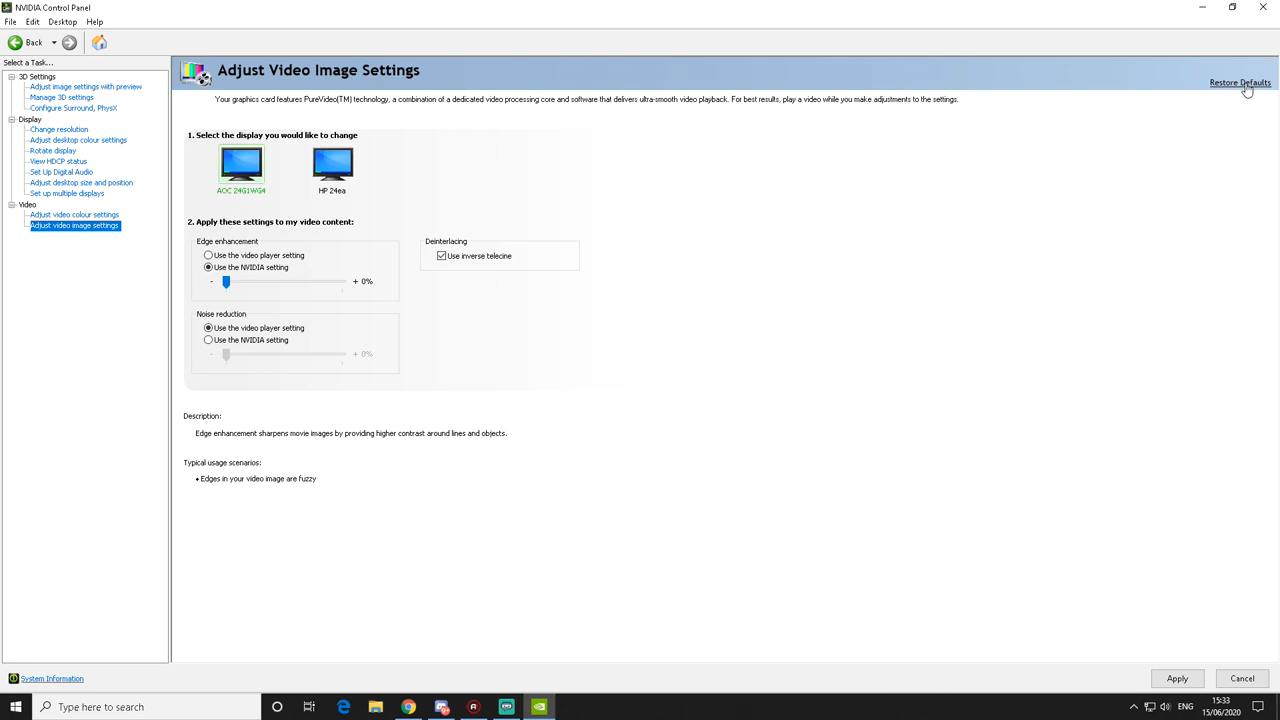 NVIDIA Control Panel
File Edit Desktop Help
Back
Select a Task...
3D Settings
Adjust image settings with preview
Manage 3D settings
Configure Surround, PhysX
Display
Change resolution
Adjust desktop colour settings
Rotate display
View HDCP status
Set Up Digital Audio
Adjust desktop size and position
Set up multiple displays
Video
Adjust video colour settings
Adjust video image settings
System Information
Adjust Video Image Settings
Restore Defaults
Your graphics card features PureVideo(TM) technology, a combination of a dedicated video processing core and software that delivers ultra-smooth video playback. For best results, play a video while you make adjustments to the settings.
1. Select the display you would like to change
AOC 24G1WG4 HP 24ea
2. Apply these settings to my video content:
Edge enhancement
Use the video player setting
Use the NVIDIA setting
- + 0%
Deinterlacing
Use inverse telecine
Noise reduction
Use the video player setting
Use the NVIDIA setting
- + 0%
Description:
Edge enhancement sharpens movie images by providing higher contrast around lines and objects.
Typical usage scenarios:
• Edges in your video image are fuzzy
Apply Cancel
Type here to search
ENG
15:33
15/06/2020